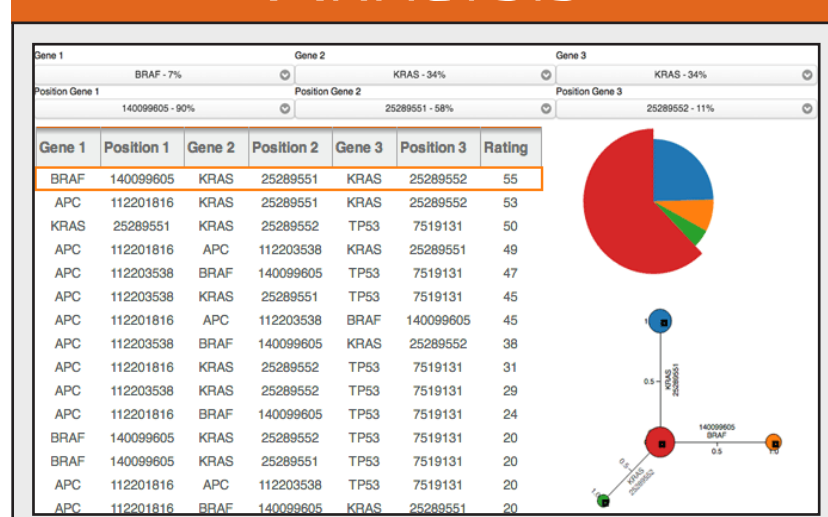 Gene 1 Gene 2 Gene 3
BRAF - 7% KRAS - 34% KRAS - 34%
Position Gene 1 Position Gene 2 Position Gene 3
140099605 - 90% 25289551 - 58% 25289552 - 11%
Gene 1 Position 1 Gene 2 Position 2 Gene 3 Position 3 Rating
BRAF 140099605 KRAS 25289551 KRAS 25289552 55
APC 112201816 KRAS 25289551 KRAS 25289552 53
KRAS 25289551 KRAS 25289552 TP53 7519131 50
APC 112201816 APC 112203538 KRAS 25289551 49
APC 112203538 BRAF 140099605 TP53 7519131 47
APC 112203538 KRAS 25289551 TP53 7519131 45
APC 112201816 APC 112203538 BRAF 140099605 45
APC 112203538 BRAF 140099605 KRAS 25289552 38
APC 112201816 KRAS 25289552 TP53 7519131 31
APC 112203538 KRAS 25289552 TP53 7519131 29
APC 112201816 BRAF 140099605 TP53 7519131 24
BRAF 140099605 KRAS 25289552 TP53 7519131 20
BRAF 140099605 KRAS 25289551 TP53 7519131 20
APC 112201816 APC 112203538 TP53 7519131 20
APC 112201816 BRAF 140099605 KRAS 25289551 20
0.5
KRAS
25289551
140099605
BRAF
0.5
1.0
0.5
KRAS
25289552
1.0